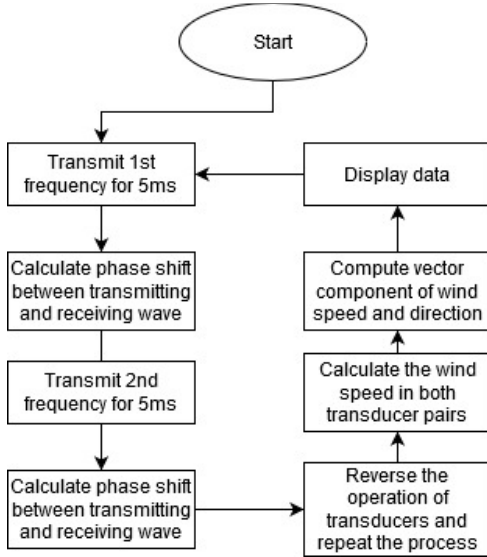 Start
Transmit 1st
frequency for 5ms
Calculate phase shift
between transmitting
and receiving wave
Transmit 2nd
frequency for 5ms
Calculate phase shift
between transmitting
and receiving wave
Reverse the
operation of
transducers and
repeat the process
Calculate the wind
speed in both
transducer pairs
Compute vector
component of wind
speed and direction
Display data